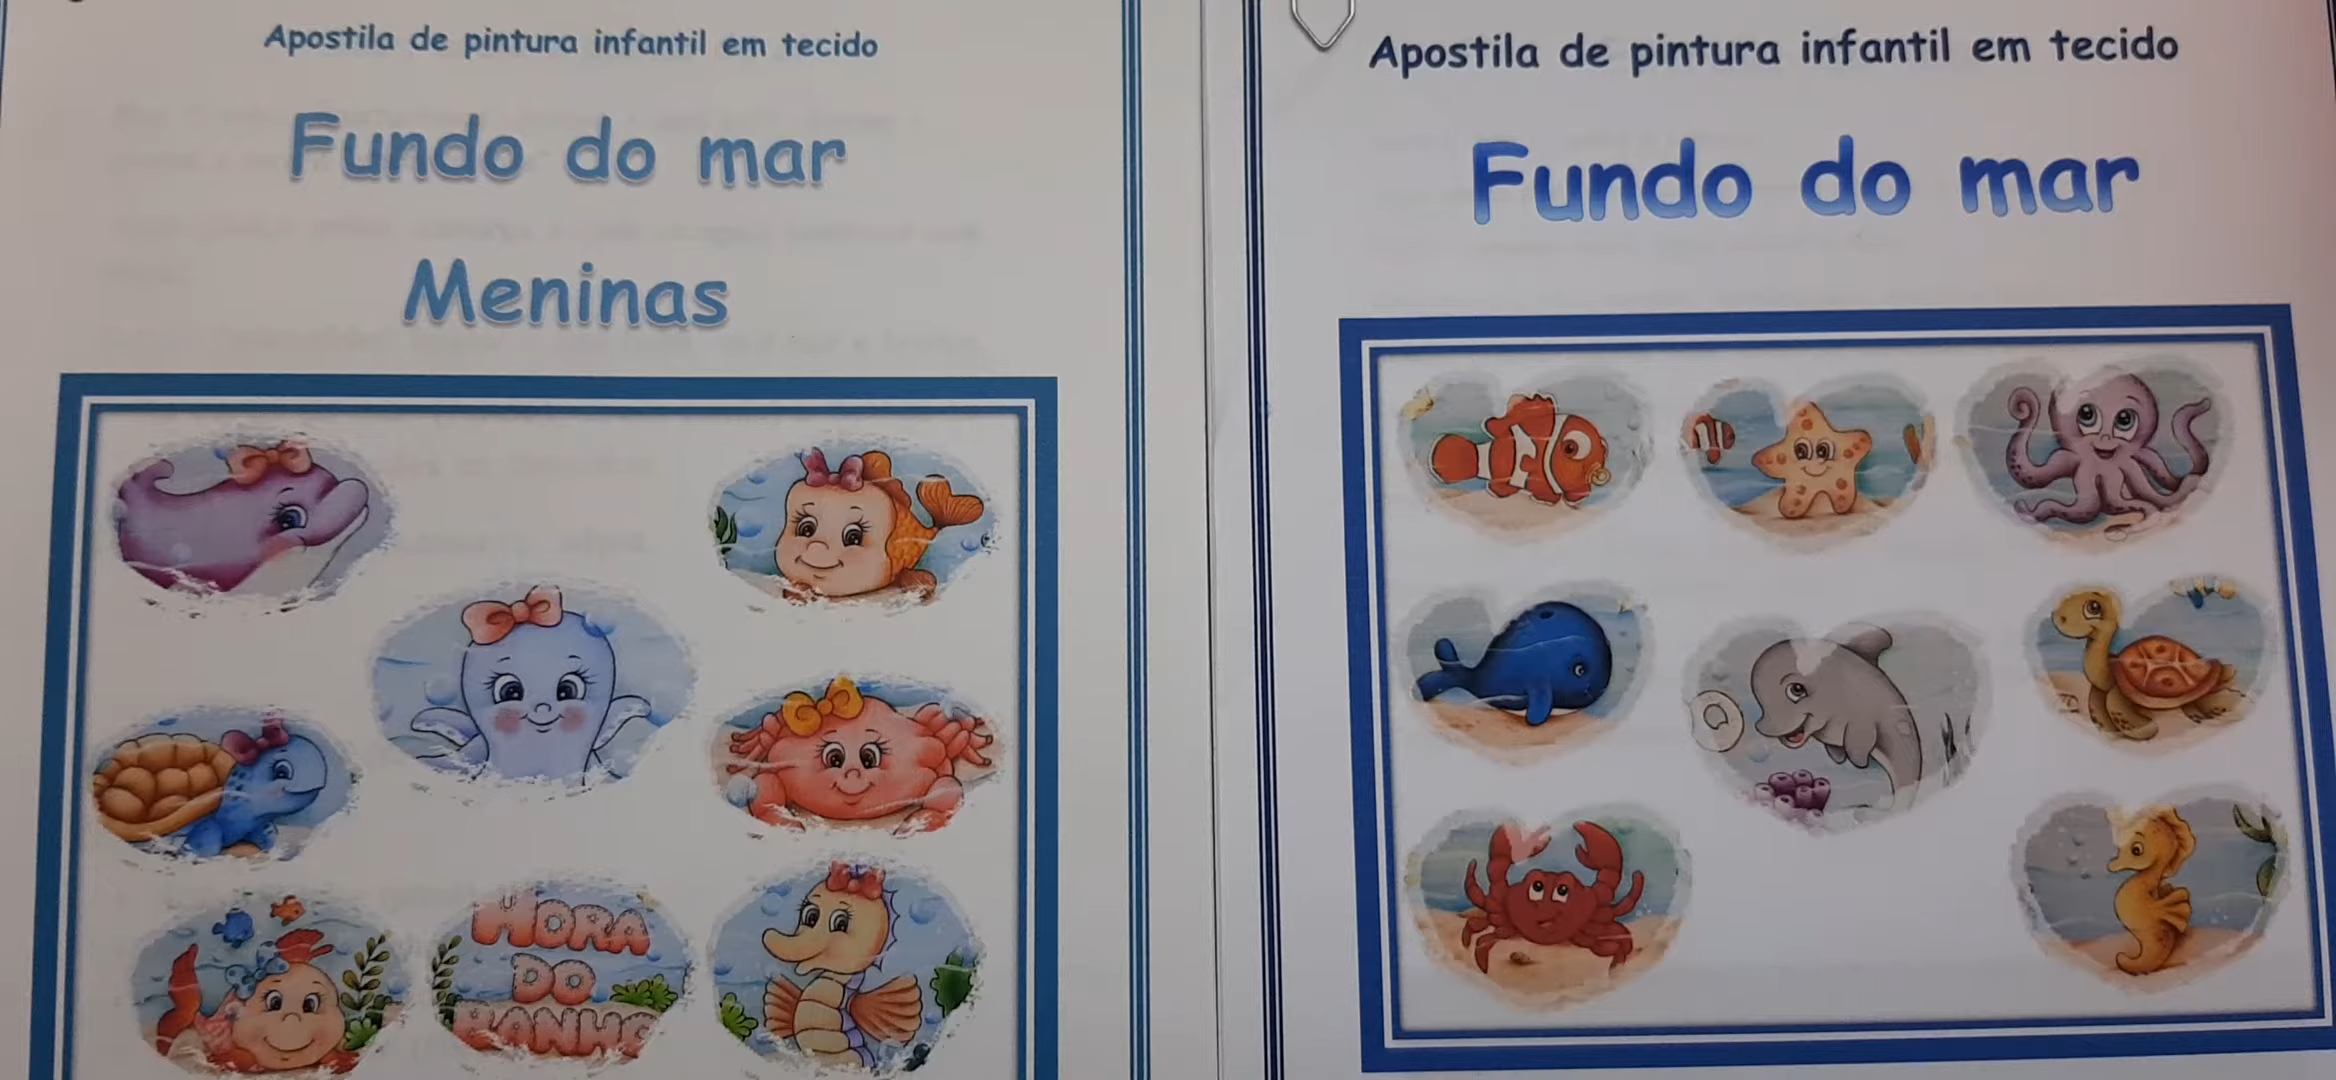 Apostila de pintura infantil em tecido
Fundo do mar
Meninas
HORA
DO
BANHO
Apostila de pintura infantil em tecido
Fundo do mar